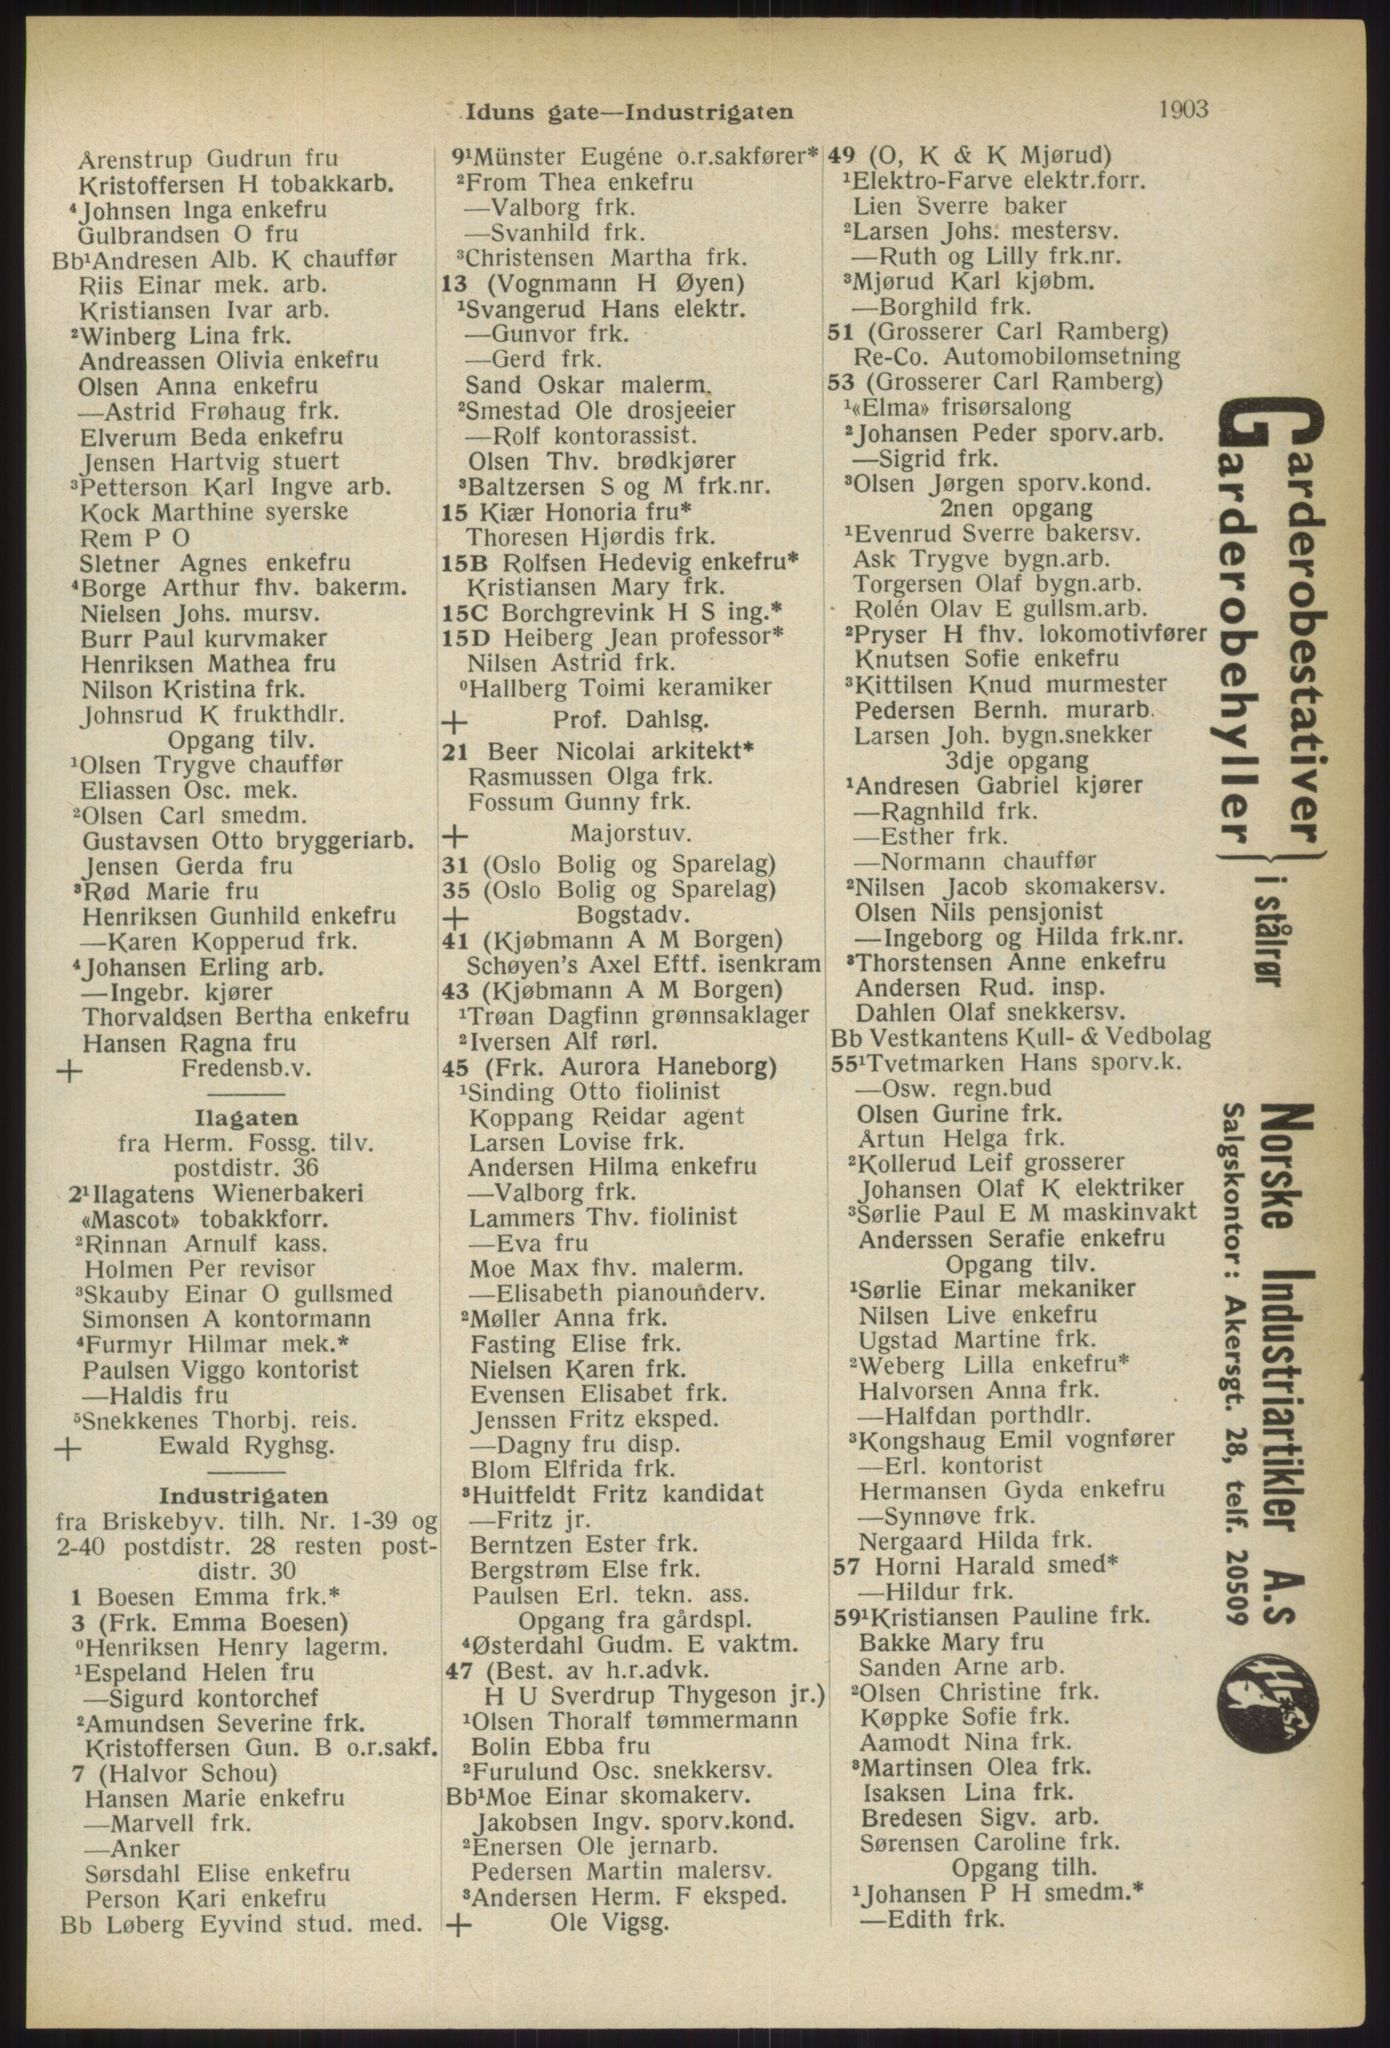 Iduns gate—Industrigaten
1903
Årenstrup Gudrun fru
Kristoffersen H tobakkarb.
⁴Johnsen Inga enkefru
Gulbrandsen O fru
Bb¹Andresen Alb. K chauffør
Riis Einar mek. arb.
Kristiansen Ivar arb.
²Winberg Lina frk.
Andreassen Olivia enkefru
Olsen Anna enkefru
—Astrid Frøhaug frk.
Elverum Beda enkefru
Jensen Hartvig stuert
³Petterson Karl Ingve arb.
Kock Marthine syerske
Rem P O
Sletner Agnes enkefru
⁴Borge Arthur fhv. bakerm.
Nielsen Johs. mursv.
Burr Paul kurvmaker
Henriksen Mathea fru
Nilson Kristina frk.
Johnsrud K frukthdlr.
Opgang tilv.
¹Olsen Trygve chauffør
Eliassen Osc. mek.
²Olsen Carl smedm.
Gustavsen Otto bryggeriarb.
Jensen Gerda fru
³Rød Marie fru
Henriksen Gunhild enkefru
—Karen Kopperud frk.
⁴Johansen Erling arb.
—Ingebr. kjører
Thorvaldsen Bertha enkefru
Hansen Ragna fru
+ Fredensb.v.
Ilagaten
fra Herm. Fossg. tilv.
postdistr. 36
2¹Ilagatens Wienerbakeri
«Mascot» tobakkforr.
²Rinnan Arnulf kass.
Holmen Per revisor
³Skauby Einar O gullsmed
Simonsen A kontormann
⁴Furmyr Hilmar mek.*
Paulsen Viggo kontorist
—Haldis fru
⁵Snekkenes Thorbj. reis.
+ Ewald Ryghsg.
Industrigaten
fra Briskebyv. tilh. Nr. 1-39 og
2-40 postdistr. 28 resten post-
distr. 30
1 Boesen Emma frk.*
3 (Frk. Emma Boesen)
⁰Henriksen Henry lagerm.
¹Espeland Helen fru
—Sigurd kontorchef
²Amundsen Severine frk.
Kristoffersen Gun. B o.r.sakf.
7 (Halvor Schou)
Hansen Marie enkefru
—Marvell frk.
—Anker
Sørsdahl Elise enkefru
Person Kari enkefru
Bb Løberg Eyvind stud. med.
9¹Münster Eugéne o.r.sakfører*
²From Thea enkefru
—Valborg frk.
—Svanhild frk.
³Christensen Martha frk.
13 (Vognmann H Øyen)
¹Svangerud Hans elektr.
—Gunvor frk.
—Gerd frk.
Sand Oskar malerm.
²Smestad Ole drosjeeier
—Rolf kontorassist.
Olsen Thv. brødkjører
³Baltzersen S og M frk.nr.
15 Kiær Honoria fru*
Thoresen Hjørdis frk.
15B Rolfsen Hedevig enkefru*
Kristiansen Mary frk.
15C Borchgrevink H S ing.*
15D Heiberg Jean professor*
Nilsen Astrid frk.
⁰Hallberg Toimi keramiker
+ Prof. Dahlsg.
21 Beer Nicolai arkitekt*
Rasmussen Olga frk.
Fossum Gunny frk.
+ Majorstuv.
31 (Oslo Bolig og Sparelag)
35 (Oslo Bolig og Sparelag)
+ Bogstadv.
41 (Kjøbmann A M Borgen)
Schøyen's Axel Eftf. isenkram
43 (Kjøbmann A M Borgen)
¹Trøan Dagfinn grønnsaklager
²Iversen Alf rørl.
45 (Frk. Aurora Haneborg)
¹Sinding Otto fiolinist
Koppang Reidar agent
Larsen Lovise frk.
Andersen Hilma enkefru
—Valborg frk.
Lammers Thv. fiolinist
—Eva fru
Moe Max fhv. malerm.
—Elisabeth pianounderv.
²Møller Anna frk.
Fasting Elise frk.
Nielsen Karen frk.
Evensen Elisabet frk.
Jenssen Fritz eksped.
—Dagny fru disp.
Blom Elfrida frk.
³Huitfeldt Fritz kandidat
—Fritz jr.
Berntzen Ester frk.
Bergstrøm Else frk.
Paulsen Erl. tekn. ass.
Opgang fra gårdspl.
⁴Østerdahl Gudm. E vaktm.
47 (Best. av h.r.advk.
H U Sverdrup Thygeson jr.)
¹Olsen Thoralf tømmermann
Bolin Ebba fru
²Furulund Osc. snekkersv.
Bb¹Moe Einar skomakerv.
Jakobsen Ingv. sporv.kond.
²Enersen Ole jernarb.
Pedersen Martin malersv.
³Andersen Herm. F eksped.
+ Ole Vigsg.
49 (O, K & K Mjørud)
¹Elektro-Farve elektr.forr.
Lien Sverre baker
²Larsen Johs. mestersv.
—Ruth og Lilly frk.nr.
³Mjørud Karl kjøbm.
—Borghild frk.
51 (Grosserer Carl Ramberg)
Re-Co. Automobilomsetning
53 (Grosserer Carl Ramberg)
¹«Elma» frisørsalong
²Johansen Peder sporv.arb.
—Sigrid frk.
³Olsen Jørgen sporv.kond.
2nen opgang
¹Evenrud Sverre bakersv.
Ask Trygve bygn.arb.
Torgersen Olaf bygn.arb.
Rolén Olav E gullsm.arb.
²Pryser H fhv. lokomotivfører
Knutsen Sofie enkefru
³Kittilsen Knud murmester
Pedersen Bernh. murarb.
Larsen Joh. bygn.snekker
3dje opgang
¹Andresen Gabriel kjører
—Ragnhild frk.
—Esther frk.
—Normann chauffør
²Nilsen Jacob skomakersv.
Olsen Nils pensjonist
—Ingeborg og Hilda frk.nr.
³Thorstensen Anne enkefru
Andersen Rud. insp.
Dahlen Olaf snekkersv.
Bb Vestkantens Kull- & Vedbolag
55¹Tvetmarken Hans sporv.k.
—Osw. regn.bud
Olsen Gurine frk.
Årtun Helga frk.
²Kollerud Leif grosserer
Johansen Olaf K elektriker
³Sørlie Paul E M maskinvakt
Anderssen Serafie enkefru
Opgang tilv.
¹Sørlie Einar mekaniker
Nilsen Live enkefru
Ugstad Martine frk.
²Weberg Lilla enkefru*
Halvorsen Anna frk.
—Halfdan porthdlr.
³Kongshaug Emil vognfører
—Erl. kontorist
Hermansen Gyda enkefru
—Synnøve frk.
Nergaard Hilda frk.
57 Horni Harald smed*
—Hildur frk.
59¹Kristiansen Pauline frk.
Bakke Mary fru
Sanden Arne arb.
²Olsen Christine frk.
Køppke Sofie frk.
Aamodt Nina frk.
³Martinsen Olea frk.
Isaksen Lina frk.
Bredesen Sigv. arb.
Sørensen Caroline frk.
Opgang tilh.
¹Johansen P H smedm.*
—Edith frk.
Garderobestativer
Garderobehyller
} i stålrør
Norske Industriartikler A.s
Salgskontor: Akersgt. 28, telf. 20509